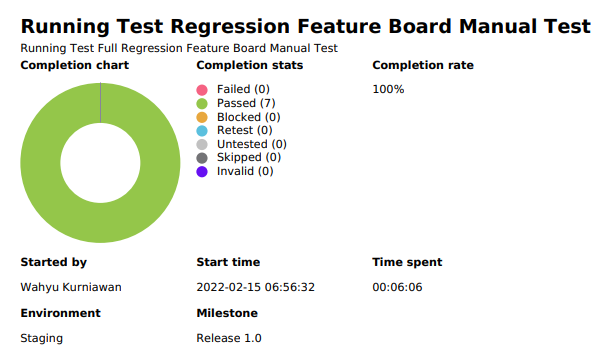 Running Test Regression Feature Board Manual Test
Running Test Full Regression Feature Board Manual Test
Completion chart
Completion stats
Failed (0)
Passed (7)
Blocked (0)
Retest (0)
Untested (0)
Skipped (0)
Invalid (0)
Completion rate
100%
Started by
Wahyu Kurniawan
Start time
2022-02-15 06:56:32
Time spent
00:06:06
Environment
Staging
Milestone
Release 1.0